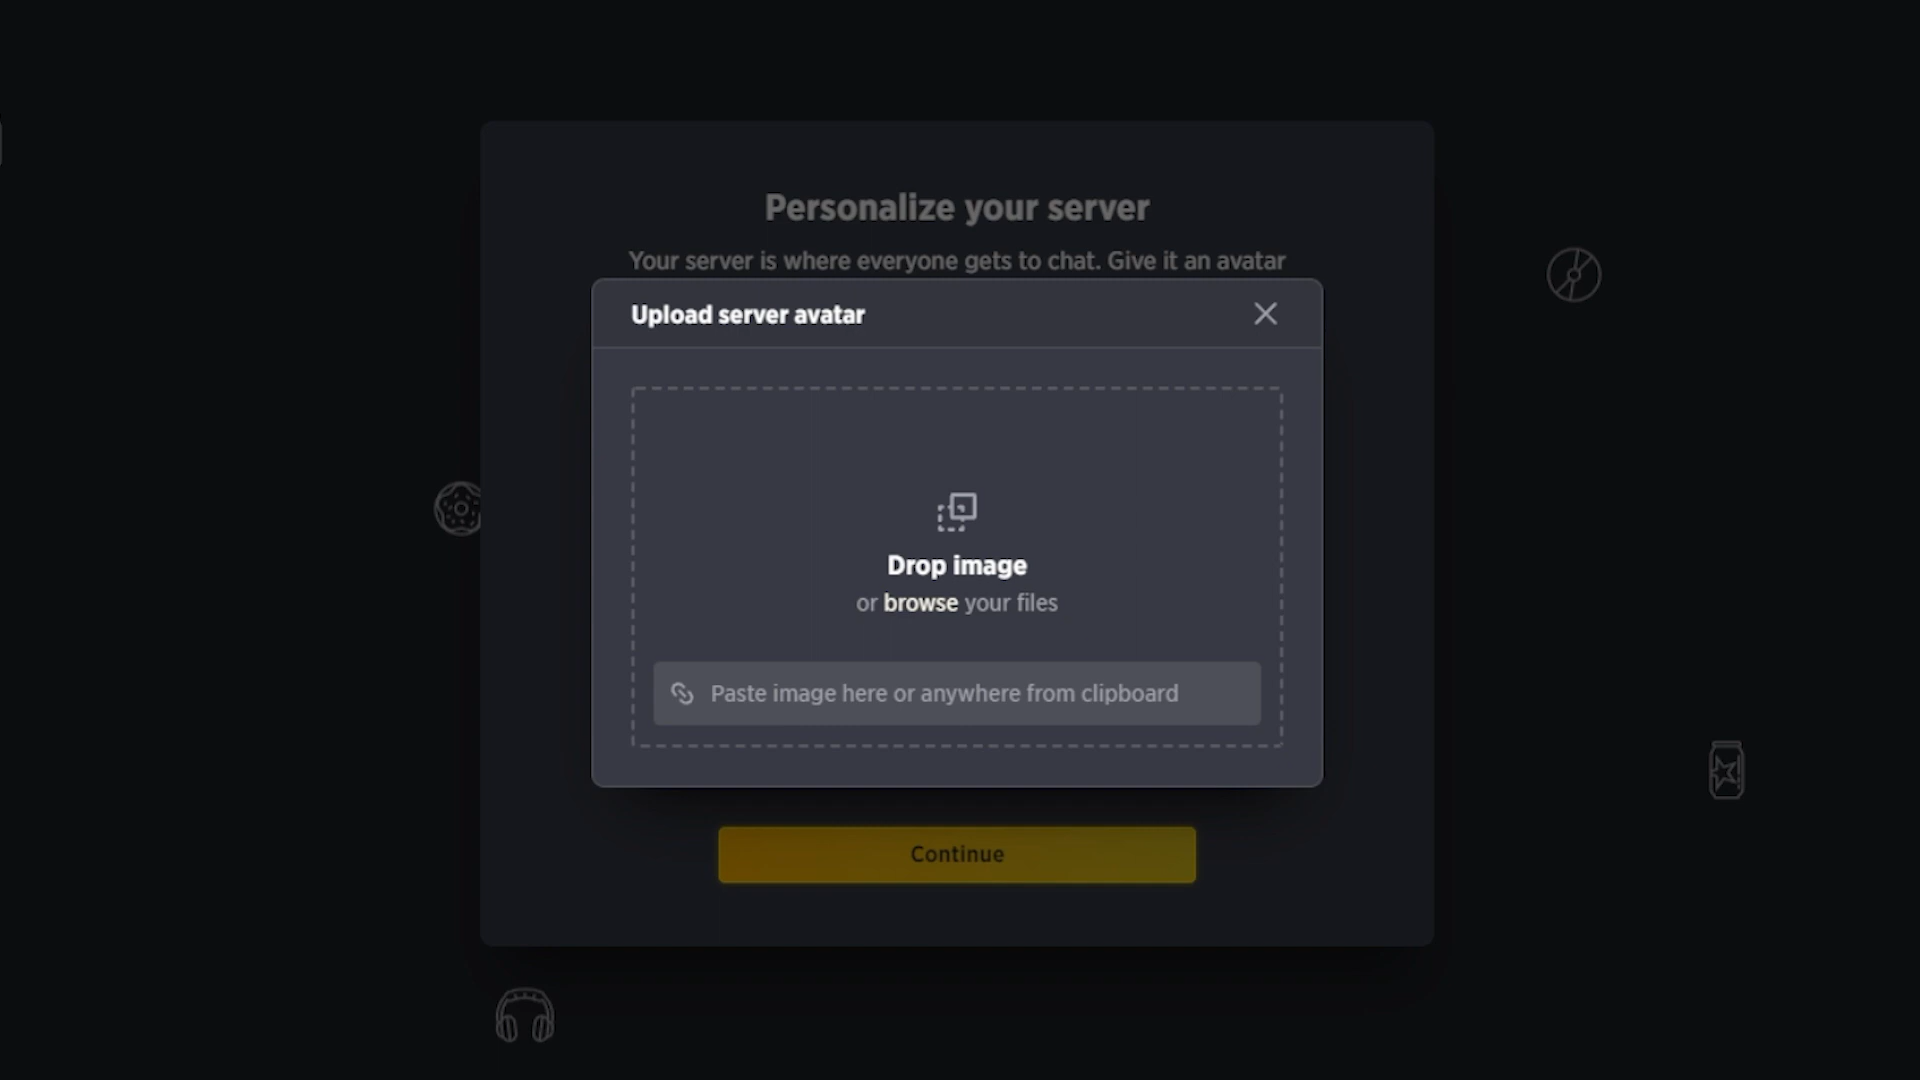 Personalize your server
Your server is where everyone gets to chat. Give it an avatar
Upload server avatar
Drop image
or browse your files
Paste image here or anywhere from clipboard
Continue